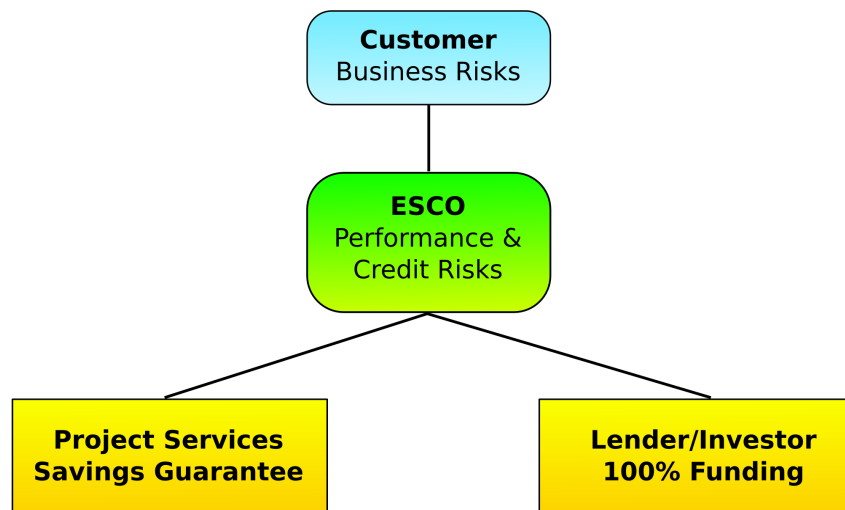 Customer
Business Risks
ESCO
Performance &
Credit Risks
Project Services
Savings Guarantee
Lender/Investor
100% Funding